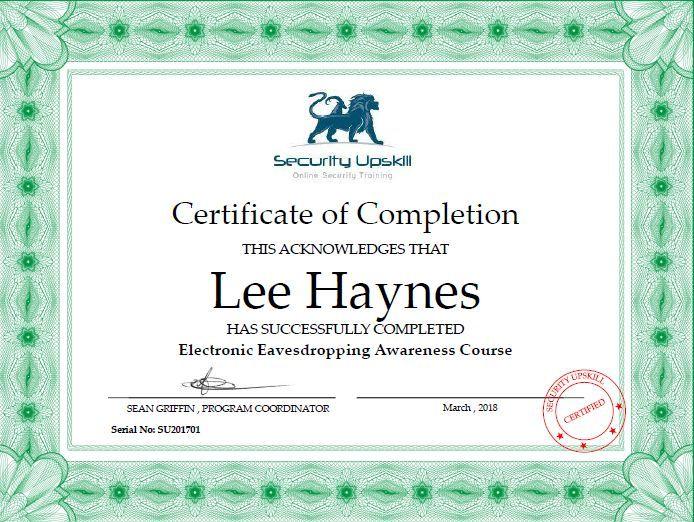 Security Upskill
Online Security Training
Certificate of Completion
THIS ACKNOWLEDGES THAT
Lee Haynes
HAS SUCCESSFULLY COMPLETED
Electronic Eavesdropping Awareness Course
SEAN GRIFFIN , PROGRAM COORDINATOR
March , 2018
Serial No: SU201701
SECURITY UPSKILL
CERTIFIED